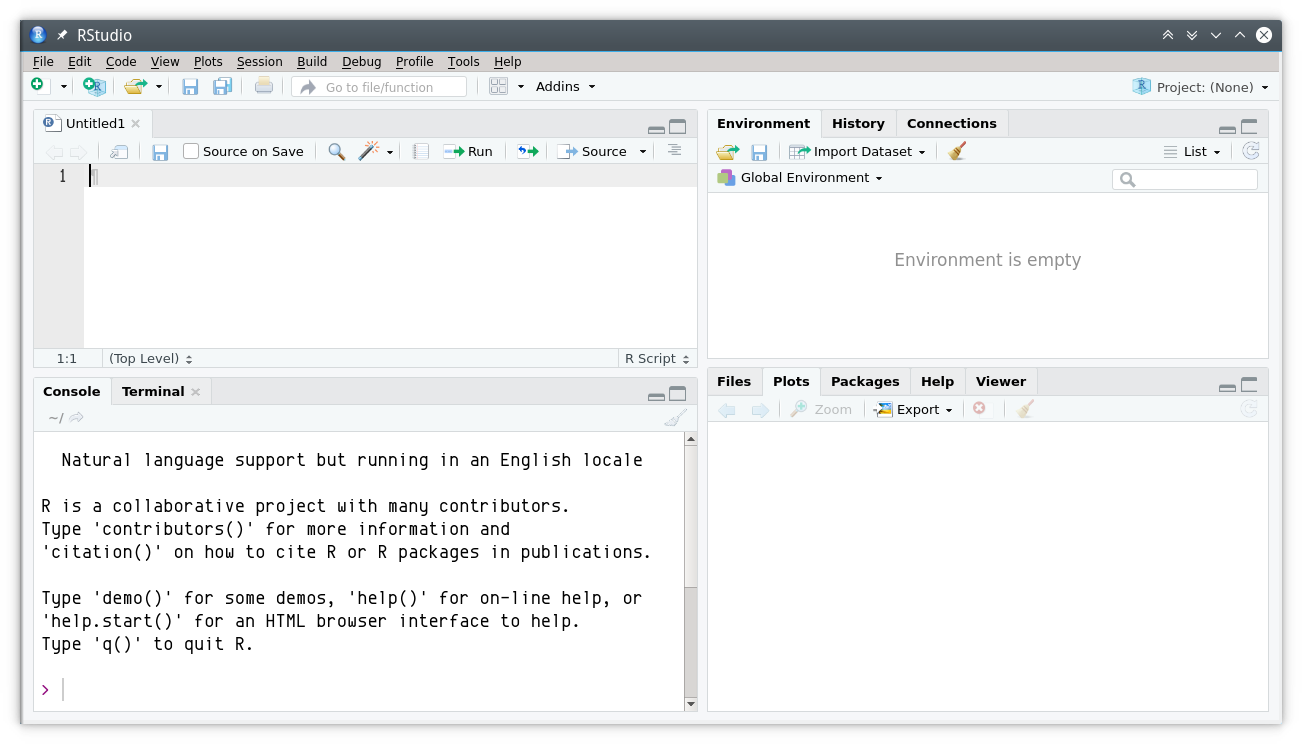 RStudio
File Edit Code View Plots Session Build Debug Profile Tools Help
Go to file/function Addins Project: (None)
Untitled1
Source on Save Run Source
1 ¶
1:1 (Top Level) R Script
Console Terminal
~/
Natural language support but running in an English locale
R is a collaborative project with many contributors.
Type 'contributors()' for more information and
'citation()' on how to cite R or R packages in publications.
Type 'demo()' for some demos, 'help()' for on-line help, or
'help.start()' for an HTML browser interface to help.
Type 'q()' to quit R.
>
Environment History Connections
Import Dataset List
Global Environment
Environment is empty
Files Plots Packages Help Viewer
Zoom Export